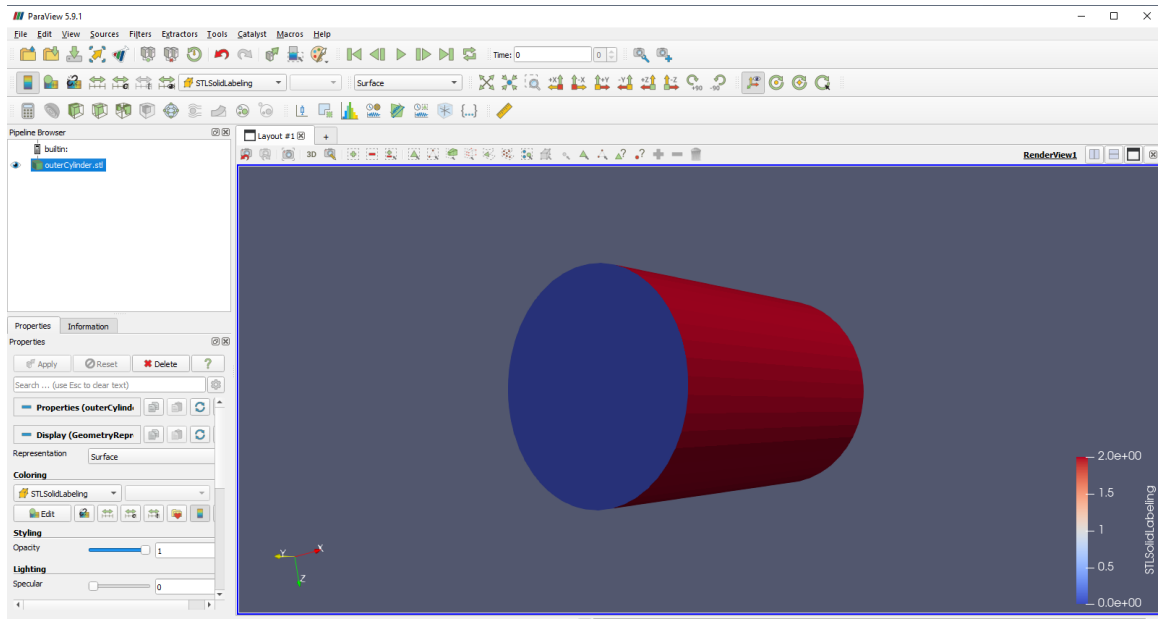 ParaView 5.9.1
File Edit View Sources Filters Extractors Tools Catalyst Macros Help
Time: 0 0
STLSolidLabeling Surface
+X -X +Y -Y +Z -Z +90 -90
Pipeline Browser
Layout #1 +
builtin:
3D
RenderView1
outerCylinder.stl
Properties Information
Properties
Apply Reset Delete ?
Search ... (use Esc to clear text)
Properties (outerCylind
Display (GeometryRepr
Representation Surface
Coloring
STLSolidLabeling
Edit
Styling
Opacity 1
Lighting
Specular 0
Y X
Z
2.0e+00
1.5
1
0.5
0.0e+00
STLSolidLabeling